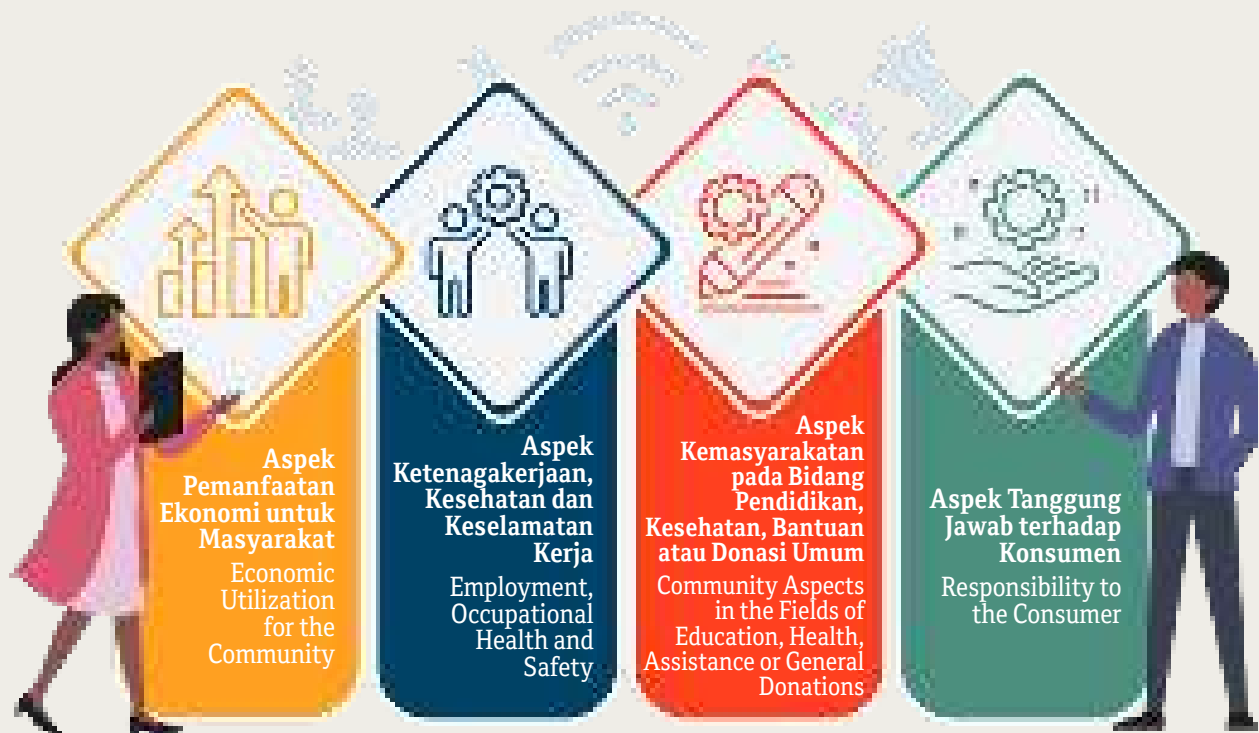 Aspek
Pemanfaatan
Ekonomi untuk
Masyarakat
Economic
Utilization
for the
Community
Aspek
Ketenagakerjaan,
Kesehatan dan
Keselamatan
Kerja
Employment,
Occupational
Health and
Safety
Aspek
Kemasyarakatan
pada Bidang
Pendidikan,
Kesehatan, Bantuan
atau Donasi Umum
Community Aspects
in the Fields of
Education, Health,
Assistance or General
Donations
Aspek Tanggung
Jawab terhadap
Konsumen
Responsibility to
the Consumer